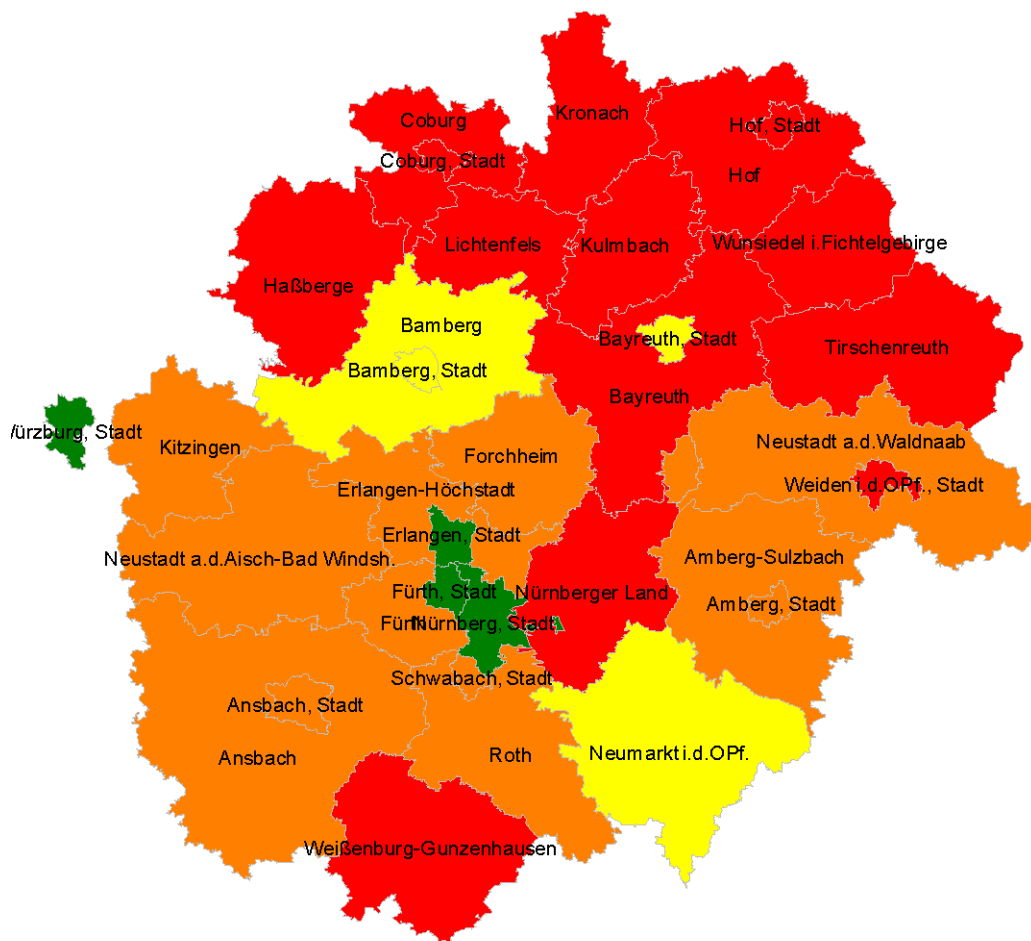 Kronach
Coburg
Hof, Stadt
Coburg, Stadt
Hof
Lichtenfels
Kulmbach
Wunsiedel i.Fichtelgebirge
Haßberge
Bamberg
Bayreuth, Stadt
Tirschenreuth
Bamberg, Stadt
Bayreuth
Würzburg, Stadt
Kitzingen
Forchheim
Neustadt a.d.Waldnaab
Erlangen-Höchstadt
Weiden i.d.OPf., Stadt
Erlangen, Stadt
Neustadt a.d.Aisch-Bad Windsh.
Amberg-Sulzbach
Fürth, Stadt
Nürnberger Land
Amberg, Stadt
Fürth
Nürnberg, Stadt
Schwabach, Stadt
Ansbach, Stadt
Ansbach
Roth
Neumarkt i.d.OPf.
Weißenburg-Gunzenhausen